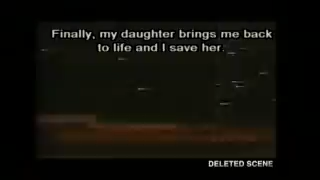 Finally, my daughter brings me back
to life and I save her.
DELETED SCENE